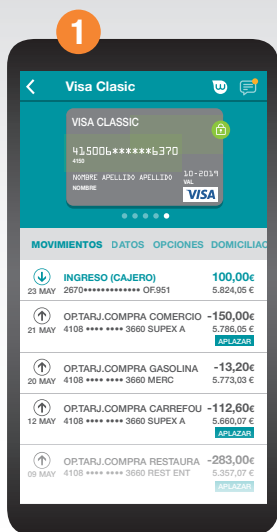 1
Visa Clasic
VISA CLASSIC
415006******6370
4150
NOMBRE APELLIDO APELLIDO
10-2019
NOMBRE
VAL
VISA
MOVIMIENTOS DATOS OPCIONES DOMICILIAC
INGRESO (CAJERO) 100,00€
23 MAY 2670••••••••••••• OF.951 5.824,05 €
OP.TARJ.COMPRA COMERCIO -150,00€
21 MAY 4108 •••• •••• 3660 SUPEX A 5.786,05 €
APLAZAR
OP.TARJ.COMPRA GASOLINA -13,20€
20 MAY 4108 •••• •••• 3660 MERC 5.773,03 €
OP.TARJ.COMPRA CARREFOU -112,60€
12 MAY 4108 •••• •••• 3660 SUPEX A 5.660,07 €
APLAZAR
OP.TARJ.COMPRA RESTAURA -283,00€
09 MAY 4108 •••• •••• 3660 REST ENT 5.357,07 €
APLAZAR